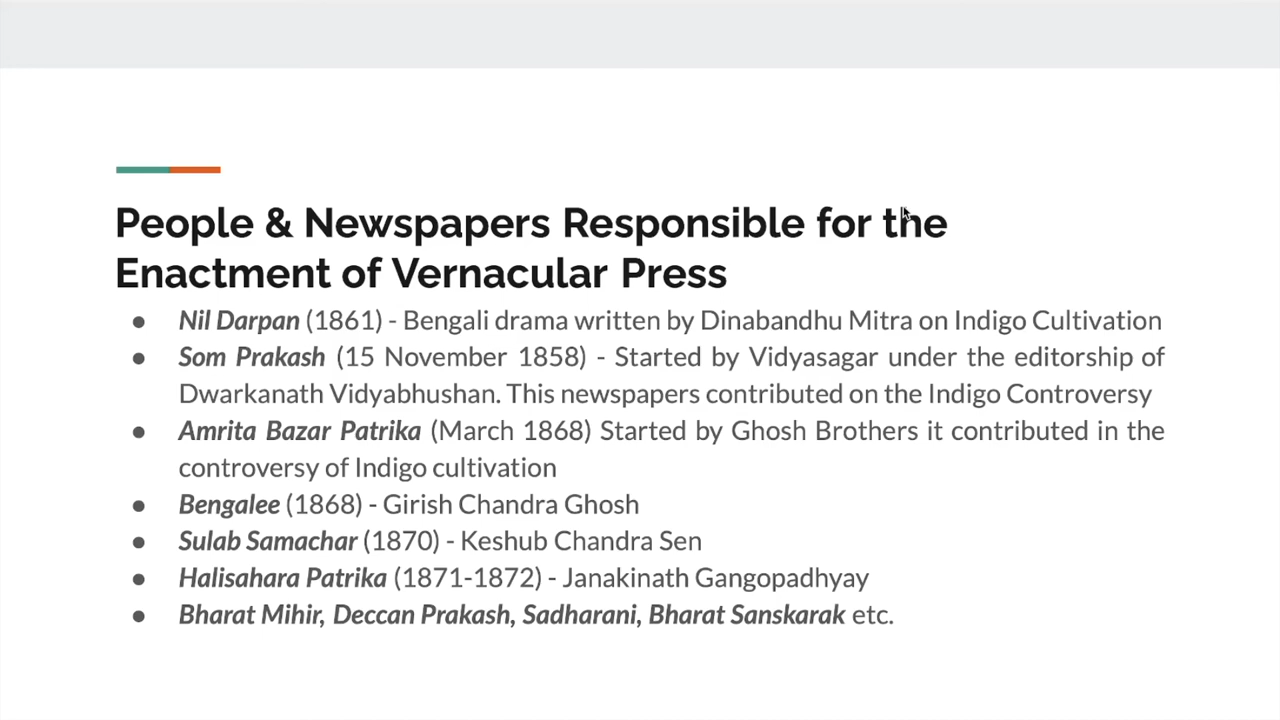 People & Newspapers Responsible for the
Enactment of Vernacular Press
● Nil Darpan (1861) - Bengali drama written by Dinabandhu Mitra on Indigo Cultivation
● Som Prakash (15 November 1858) - Started by Vidyasagar under the editorship of
Dwarkanath Vidyabhushan. This newspapers contributed on the Indigo Controversy
● Amrita Bazar Patrika (March 1868) Started by Ghosh Brothers it contributed in the
controversy of Indigo cultivation
● Bengalee (1868) - Girish Chandra Ghosh
● Sulab Samachar (1870) - Keshub Chandra Sen
● Halisahara Patrika (1871-1872) - Janakinath Gangopadhyay
● Bharat Mihir, Deccan Prakash, Sadharani, Bharat Sanskarak etc.